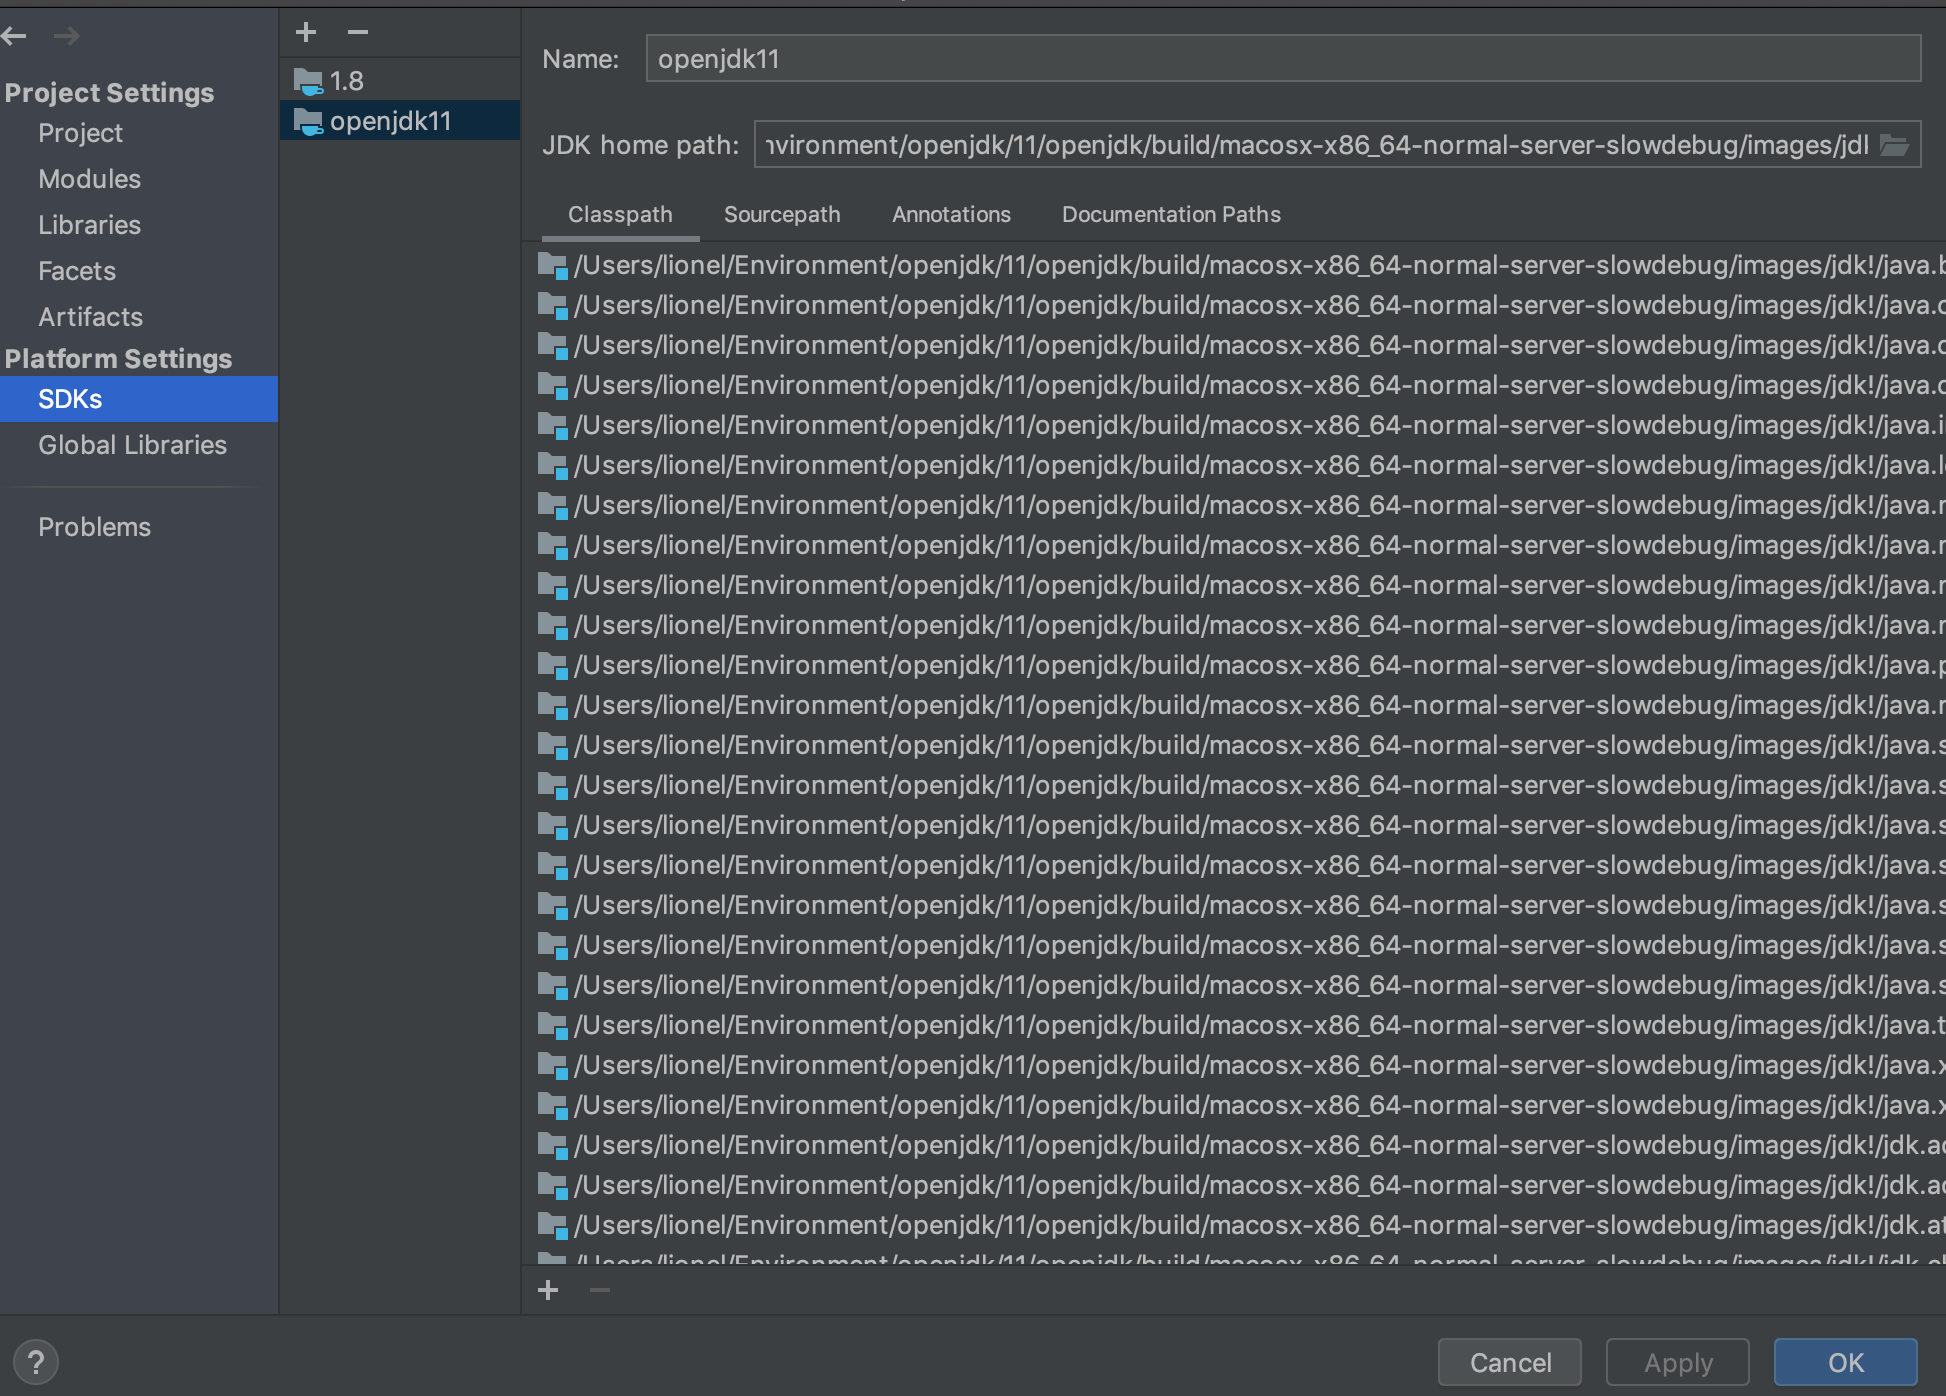 Project Settings
Project
Modules
Libraries
Facets
Artifacts
Platform Settings
SDKs
Global Libraries
Problems
1.8
openjdk11
Name:
openjdk11
JDK home path:
nvironment/openjdk/11/openjdk/build/macosx-x86_64-normal-server-slowdebug/images/jdk
Classpath Sourcepath Annotations Documentation Paths
/Users/lionel/Environment/openjdk/11/openjdk/build/macosx-x86_64-normal-server-slowdebug/images/jdk!/java.b
/Users/lionel/Environment/openjdk/11/openjdk/build/macosx-x86_64-normal-server-slowdebug/images/jdk!/java.
/Users/lionel/Environment/openjdk/11/openjdk/build/macosx-x86_64-normal-server-slowdebug/images/jdk!/java.
/Users/lionel/Environment/openjdk/11/openjdk/build/macosx-x86_64-normal-server-slowdebug/images/jdk!/java.
/Users/lionel/Environment/openjdk/11/openjdk/build/macosx-x86_64-normal-server-slowdebug/images/jdk!/java.i
/Users/lionel/Environment/openjdk/11/openjdk/build/macosx-x86_64-normal-server-slowdebug/images/jdk!/java.l
/Users/lionel/Environment/openjdk/11/openjdk/build/macosx-x86_64-normal-server-slowdebug/images/jdk!/java.
/Users/lionel/Environment/openjdk/11/openjdk/build/macosx-x86_64-normal-server-slowdebug/images/jdk!/java.
/Users/lionel/Environment/openjdk/11/openjdk/build/macosx-x86_64-normal-server-slowdebug/images/jdk!/java.
/Users/lionel/Environment/openjdk/11/openjdk/build/macosx-x86_64-normal-server-slowdebug/images/jdk!/java.
/Users/lionel/Environment/openjdk/11/openjdk/build/macosx-x86_64-normal-server-slowdebug/images/jdk!/java.p
/Users/lionel/Environment/openjdk/11/openjdk/build/macosx-x86_64-normal-server-slowdebug/images/jdk!/java.
/Users/lionel/Environment/openjdk/11/openjdk/build/macosx-x86_64-normal-server-slowdebug/images/jdk!/java.s
/Users/lionel/Environment/openjdk/11/openjdk/build/macosx-x86_64-normal-server-slowdebug/images/jdk!/java.s
/Users/lionel/Environment/openjdk/11/openjdk/build/macosx-x86_64-normal-server-slowdebug/images/jdk!/java.s
/Users/lionel/Environment/openjdk/11/openjdk/build/macosx-x86_64-normal-server-slowdebug/images/jdk!/java.s
/Users/lionel/Environment/openjdk/11/openjdk/build/macosx-x86_64-normal-server-slowdebug/images/jdk!/java.s
/Users/lionel/Environment/openjdk/11/openjdk/build/macosx-x86_64-normal-server-slowdebug/images/jdk!/java.s
/Users/lionel/Environment/openjdk/11/openjdk/build/macosx-x86_64-normal-server-slowdebug/images/jdk!/java.s
/Users/lionel/Environment/openjdk/11/openjdk/build/macosx-x86_64-normal-server-slowdebug/images/jdk!/java.t
/Users/lionel/Environment/openjdk/11/openjdk/build/macosx-x86_64-normal-server-slowdebug/images/jdk!/java.x
/Users/lionel/Environment/openjdk/11/openjdk/build/macosx-x86_64-normal-server-slowdebug/images/jdk!/java.x
/Users/lionel/Environment/openjdk/11/openjdk/build/macosx-x86_64-normal-server-slowdebug/images/jdk!/jdk.ac
/Users/lionel/Environment/openjdk/11/openjdk/build/macosx-x86_64-normal-server-slowdebug/images/jdk!/jdk.ac
/Users/lionel/Environment/openjdk/11/openjdk/build/macosx-x86_64-normal-server-slowdebug/images/jdk!/jdk.at
Cancel Apply OK